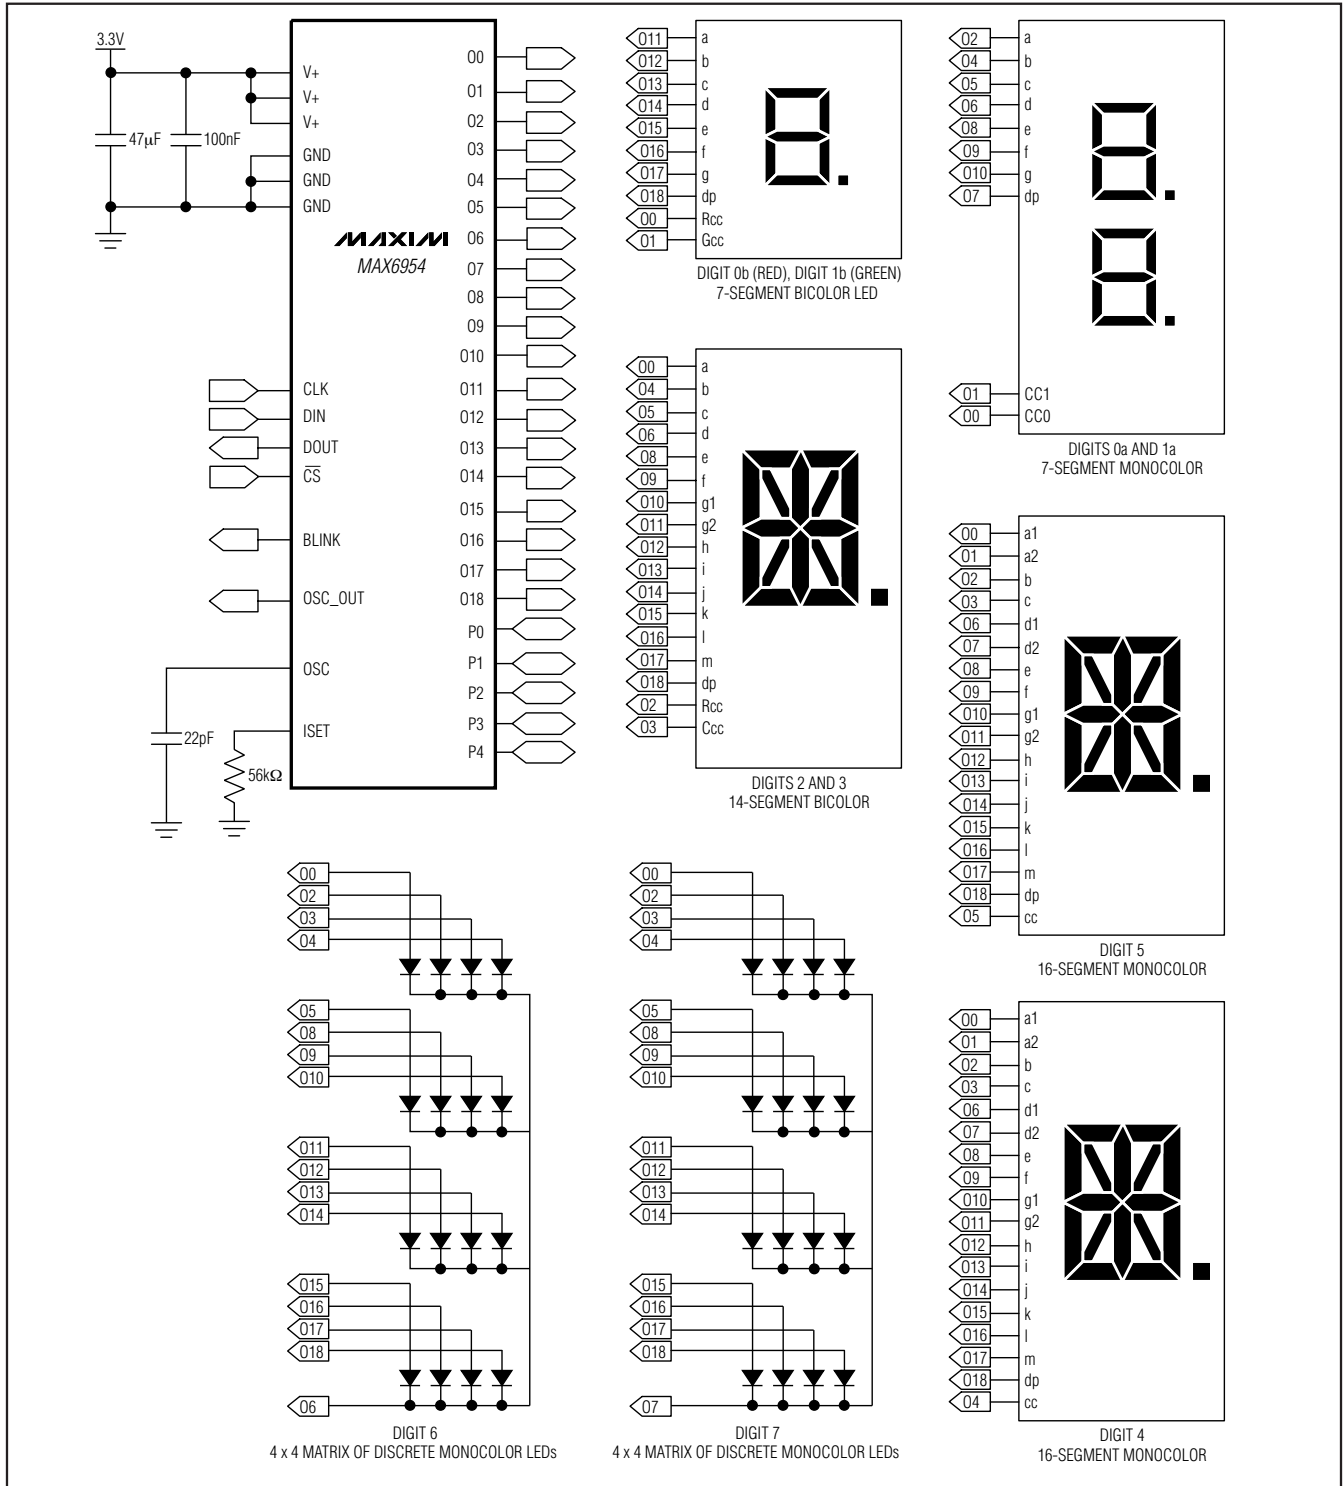 3.3V
47µF
100nF
V+
V+
V+
GND
GND
GND
MAXIM
MAX6954
CLK
DIN
DOUT
CS
BLINK
OSC_OUT
OSC
ISET
22pF
56kΩ
O0
O1
O2
O3
O4
O5
O6
O7
O8
O9
O10
O11
O12
O13
O14
O15
O16
O17
O18
P0
P1
P2
P3
P4
O11 a
O12 b
O13 c
O14 d
O15 e
O16 f
O17 g
O18 dp
O0 Rcc
O1 Gcc
DIGIT 0b (RED), DIGIT 1b (GREEN)
7-SEGMENT BICOLOR LED
O2 a
O4 b
O5 c
O6 d
O8 e
O9 f
O10 g
O7 dp
O1 CC1
O0 CC0
DIGITS 0a AND 1a
7-SEGMENT MONOCOLOR
O0 a
O4 b
O5 c
O6 d
O8 e
O9 f
O10 g1
O11 g2
O12 h
O13 i
O14 j
O15 k
O16 l
O17 m
O18 dp
O2 Rcc
O3 Ccc
DIGITS 2 AND 3
14-SEGMENT BICOLOR
O0 a1
O1 a2
O2 b
O3 c
O6 d1
O7 d2
O8 e
O9 f
O10 g1
O11 g2
O12 h
O13 i
O14 j
O15 k
O16 l
O17 m
O18 dp
O5 cc
DIGIT 5
16-SEGMENT MONOCOLOR
O0
O2
O3
O4
O5
O8
O9
O10
O11
O12
O13
O14
O15
O16
O17
O18
O6
DIGIT 6
4 x 4 MATRIX OF DISCRETE MONOCOLOR LEDs
O0
O2
O3
O4
O5
O8
O9
O10
O11
O12
O13
O14
O15
O16
O17
O18
O7
DIGIT 7
4 x 4 MATRIX OF DISCRETE MONOCOLOR LEDs
O0 a1
O1 a2
O2 b
O3 c
O6 d1
O7 d2
O8 e
O9 f
O10 g1
O11 g2
O12 h
O13 i
O14 j
O15 k
O16 l
O17 m
O18 dp
O4 cc
DIGIT 4
16-SEGMENT MONOCOLOR